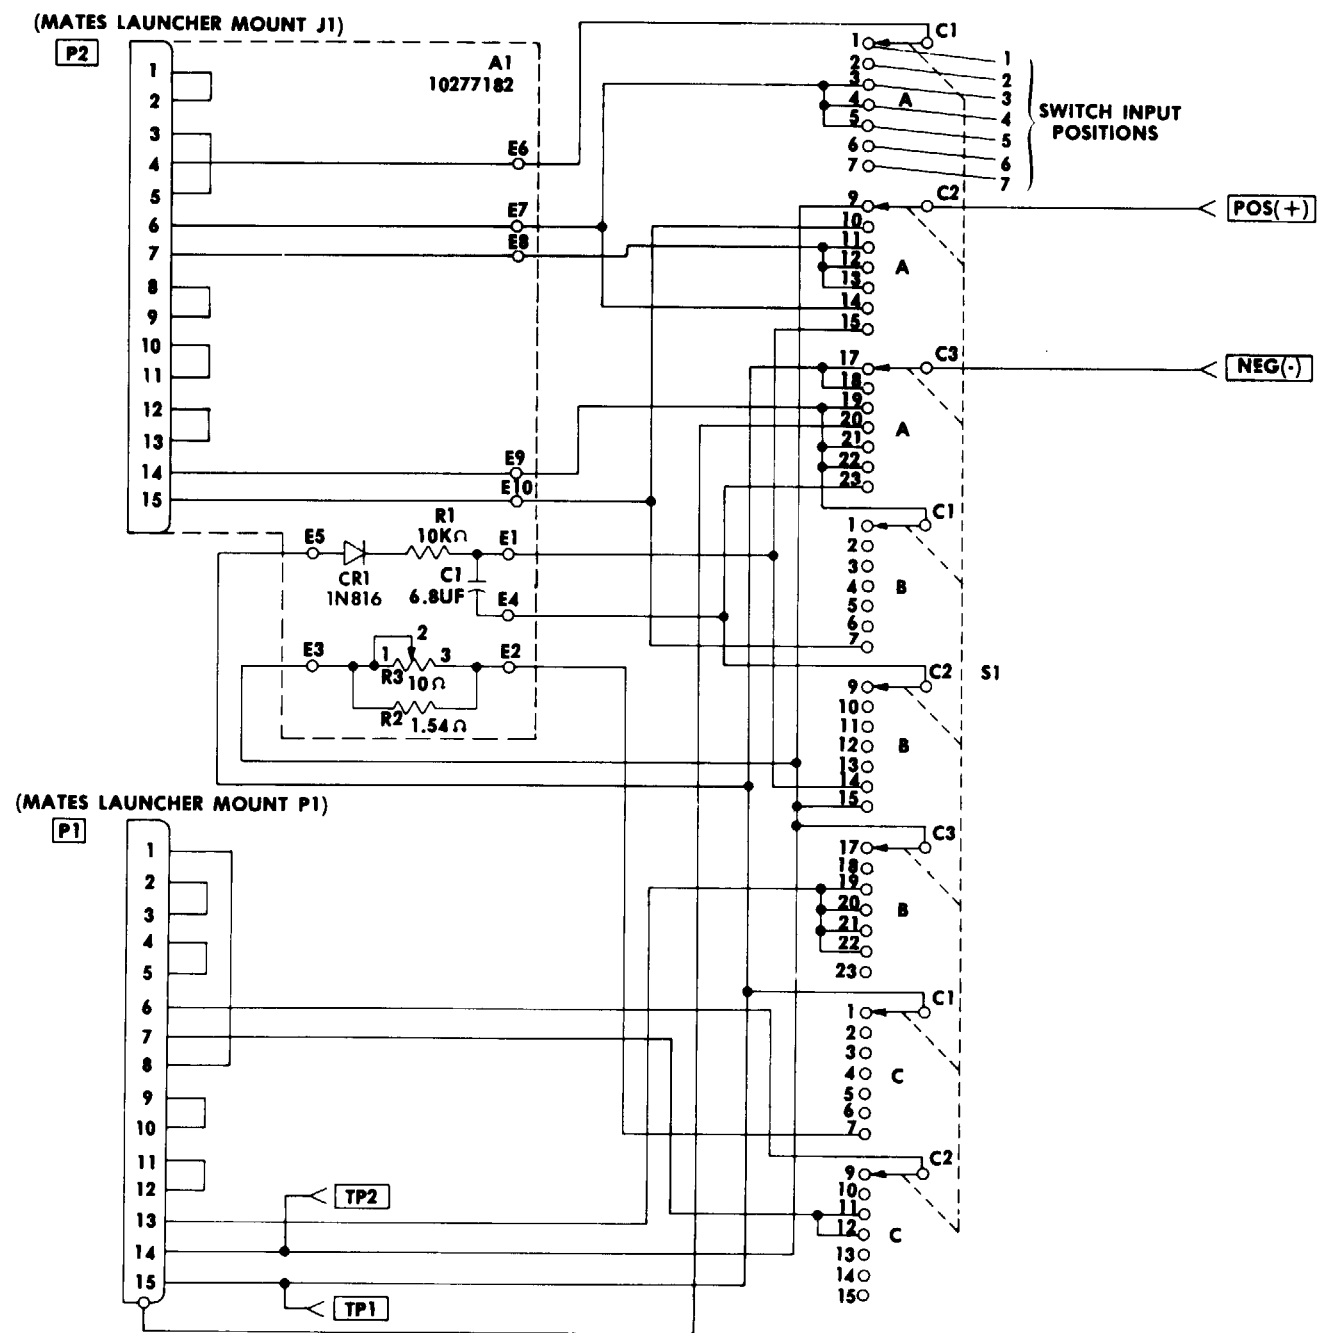 (MATES LAUNCHER MOUNT J1)
P2
1
2
3
4
5
6
7
8
9
10
11
12
13
14
15
A1
10277182
E6
E7
E8
E9
E10
E5
CR1
1N816
R1
10KΩ
C1
6.8UF
E1
E4
E3
1
2
3
R3
10Ω
R2
1.54Ω
E2
C1
1
2
3
4
5
6
7
A
1
2
3
4
5
6
7
SWITCH INPUT
POSITIONS
C2
9
10
11
12
13
14
15
A
POS(+)
C3
17
18
19
20
21
22
23
A
NEG(-)
C1
1
2
3
4
5
6
7
B
C2
S1
9
10
11
12
13
14
15
B
C3
17
18
19
20
21
22
23
B
C1
1
2
3
4
5
6
7
C
C2
9
10
11
12
13
14
15
C
(MATES LAUNCHER MOUNT P1)
P1
1
2
3
4
5
6
7
8
9
10
11
12
13
14
15
TP2
TP1